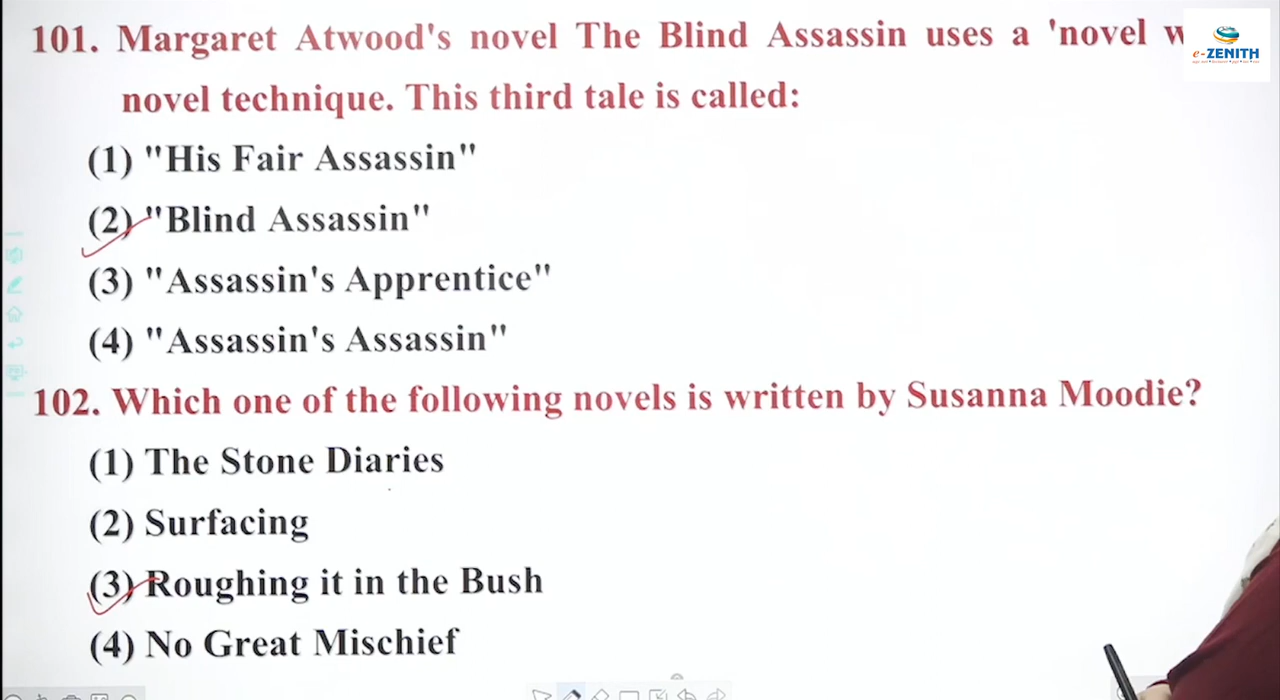 101. Margaret Atwood's novel The Blind Assassin uses a 'novel w
e-ZENITH
novel technique. This third tale is called:
(1) "His Fair Assassin"
(2) "Blind Assassin"
(3) "Assassin's Apprentice"
(4) "Assassin's Assassin"
102. Which one of the following novels is written by Susanna Moodie?
(1) The Stone Diaries
(2) Surfacing
(3) Roughing it in the Bush
(4) No Great Mischief